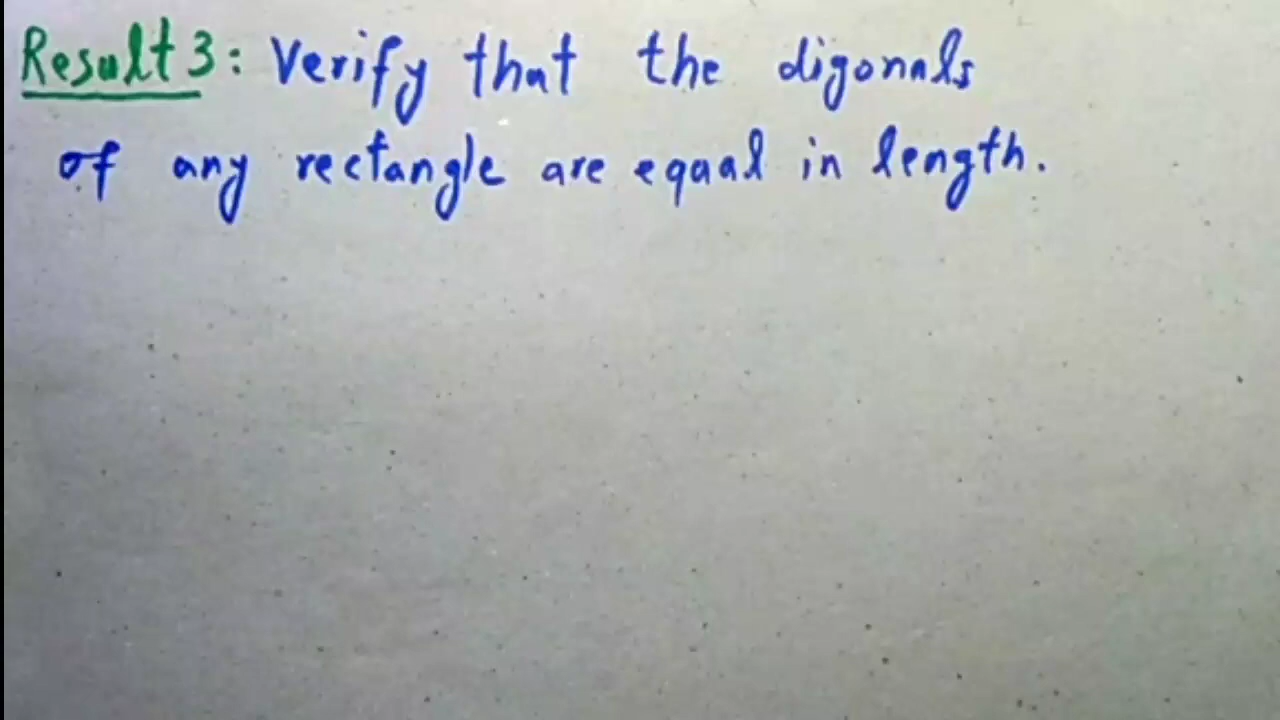 Result 3: Verify that the digonals
of any rectangle are equal in length.